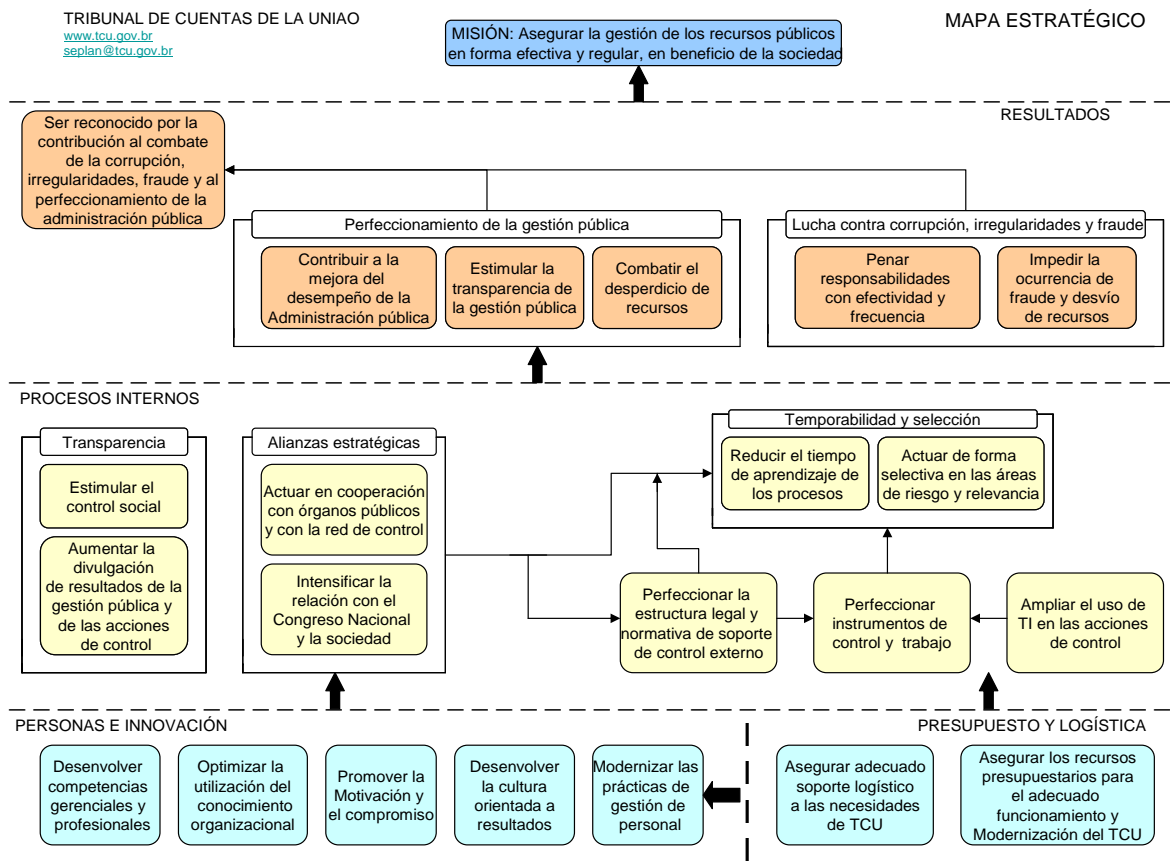 TRIBUNAL DE CUENTAS DE LA UNIAO
www.tcu.gov.br
seplan@tcu.gov.br
MAPA ESTRATÉGICO
MISIÓN: Asegurar la gestión de los recursos públicos
en forma efectiva y regular, en beneficio de la sociedad
RESULTADOS
Ser reconocido por la
contribución al combate
de la corrupción,
irregularidades, fraude y al
perfeccionamiento de la
administración pública
Perfeccionamiento de la gestión pública
Contribuir a la
mejora del
desempeño de la
Administración pública
Estimular la
transparencia de
la gestión pública
Combatir el
desperdicio de
recursos
Lucha contra corrupción, irregularidades y fraude
Penar
responsabilidades
con efectividad y
frecuencia
Impedir la
ocurrencia de
fraude y desvío
de recursos
PROCESOS INTERNOS
Transparencia
Estimular el
control social
Aumentar la
divulgación
de resultados de la
gestión pública y
de las acciones
de control
Alianzas estratégicas
Actuar en cooperación
con órganos públicos
y con la red de control
Intensificar la
relación con el
Congreso Nacional
y la sociedad
Temporabilidad y selección
Reducir el tiempo
de aprendizaje de
los procesos
Actuar de forma
selectiva en las áreas
de riesgo y relevancia
Perfeccionar la
estructura legal y
normativa de soporte
de control externo
Perfeccionar
instrumentos de
control y trabajo
Ampliar el uso de
TI en las acciones
de control
PERSONAS E INNOVACIÓN
Desenvolver
competencias
gerenciales y
profesionales
Optimizar la
utilización del
conocimiento
organizacional
Promover la
Motivación y
el compromiso
Desenvolver
la cultura
orientada a
resultados
Modernizar las
prácticas de
gestión de
personal
PRESUPUESTO Y LOGÍSTICA
Asegurar adecuado
soporte logístico
a las necesidades
de TCU
Asegurar los recursos
presupuestarios para
el adecuado
funcionamiento y
Modernización del TCU